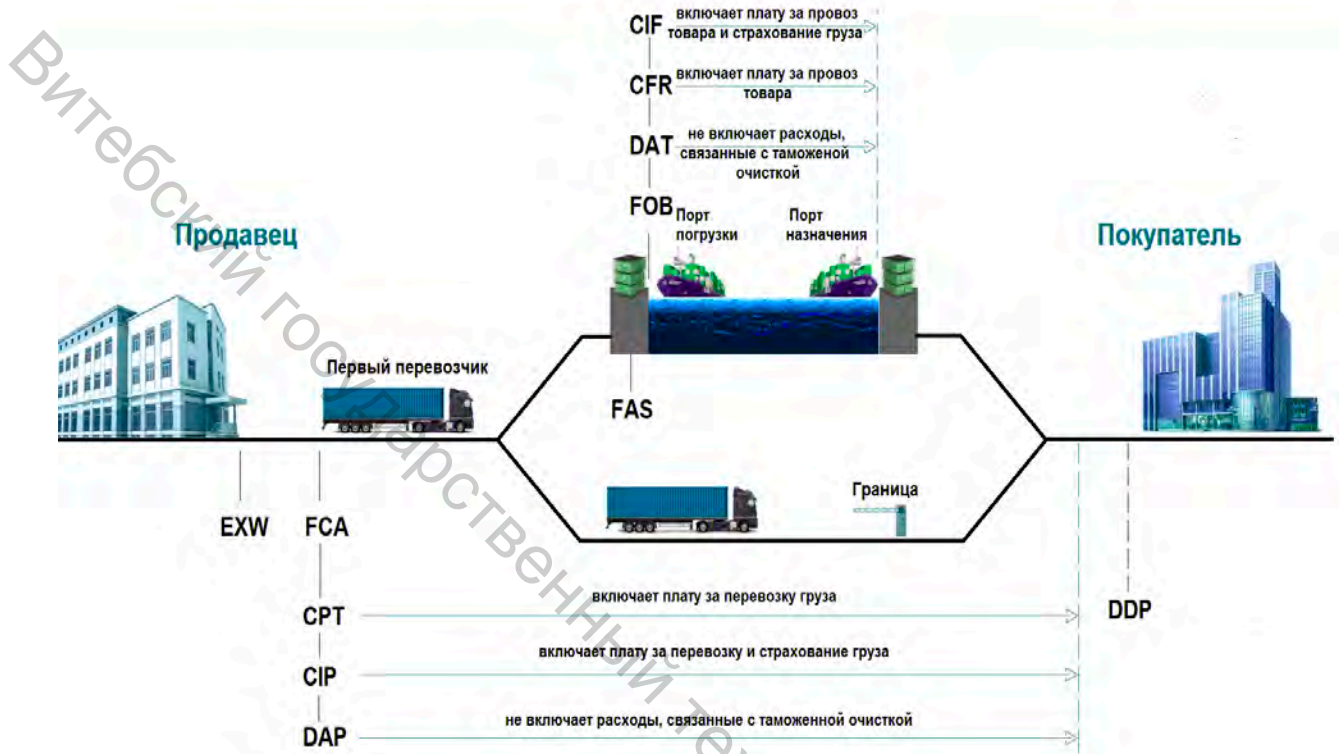 CIF
включает плату за провоз
товара и страхование груза
CFR
включает плату за провоз
товара
DAT
не включает расходы,
связанные с таможеной
очисткой
FOB
Порт
погрузки
Порт
назначения
Продавец
Покупатель
Первый перевозчик
FAS
Граница
EXW
FCA
CPT
включает плату за перевозку груза
DDP
CIP
включает плату за перевозку и страхование груза
DAP
не включает расходы, связанные с таможенной очисткой
Витебский государственный